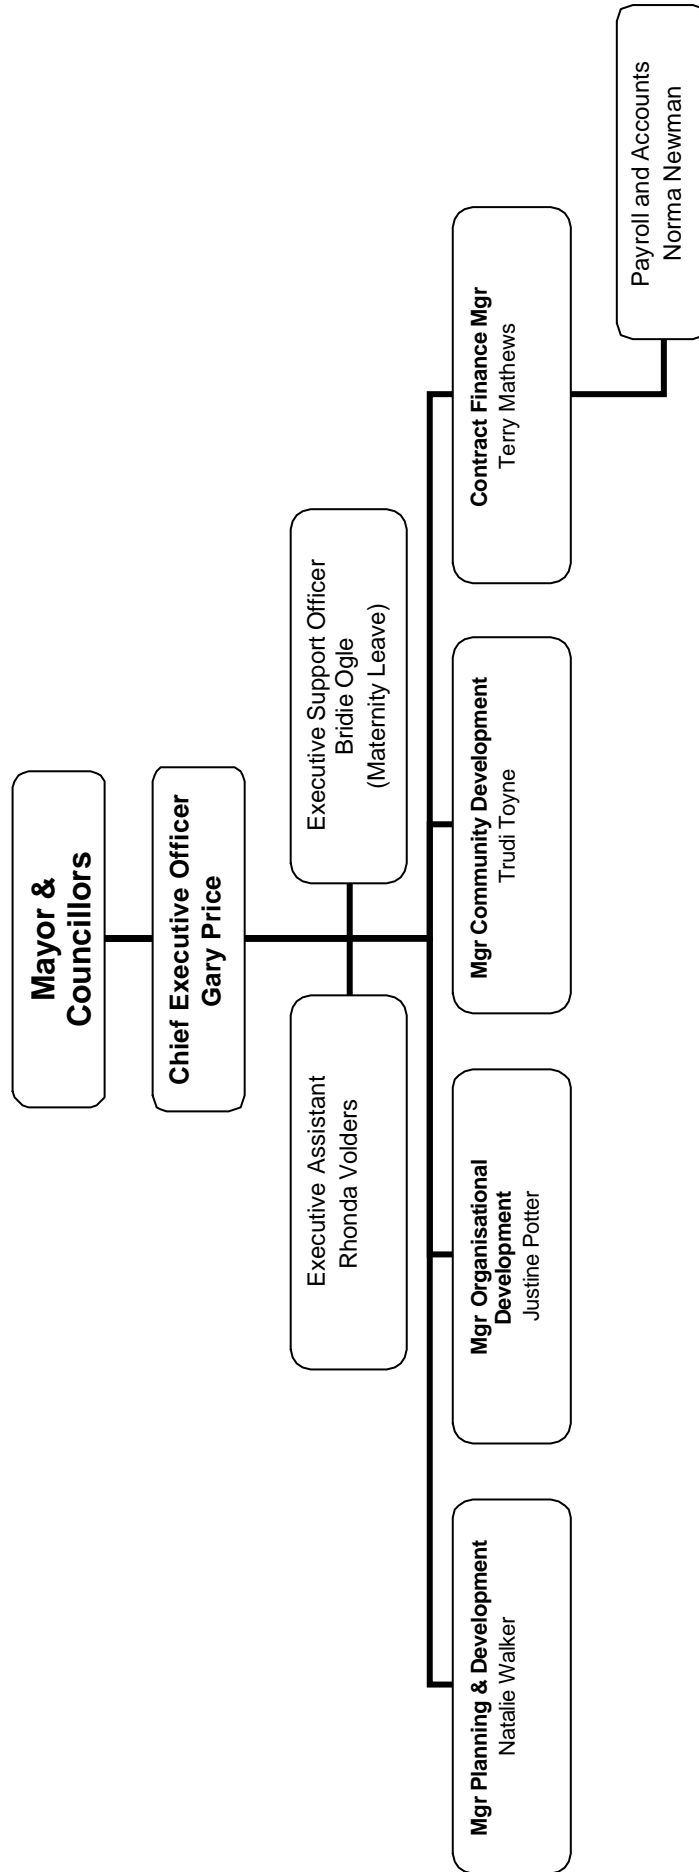 Mayor &
Councillors
Chief Executive Officer
Gary Price
Executive Assistant
Rhonda Volders
Executive Support Officer
Bridie Ogle
(Maternity Leave)
Mgr Planning & Development
Natalie Walker
Mgr Organisational
Development
Justine Potter
Mgr Community Development
Trudi Toyne
Contract Finance Mgr
Terry Mathews
Payroll and Accounts
Norma Newman